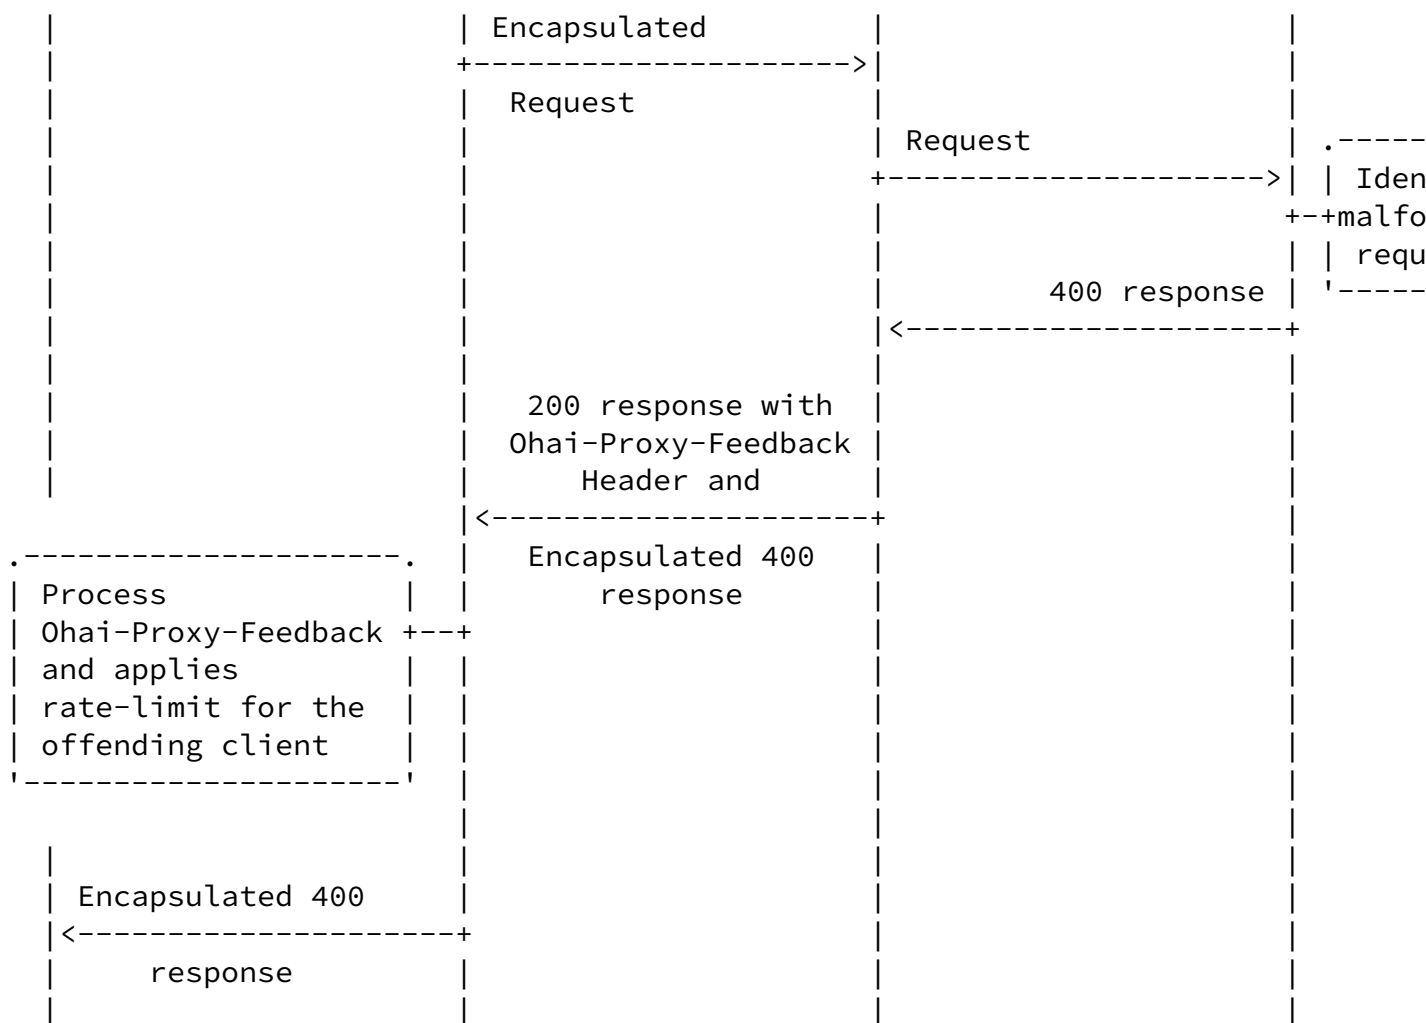 Encapsulated
Request
Request
Iden
malfo
requ
400 response
200 response with
Ohai-Proxy-Feedback
Header and
Encapsulated 400
response
Process
Ohai-Proxy-Feedback
and applies
rate-limit for the
offending client
Encapsulated 400
response